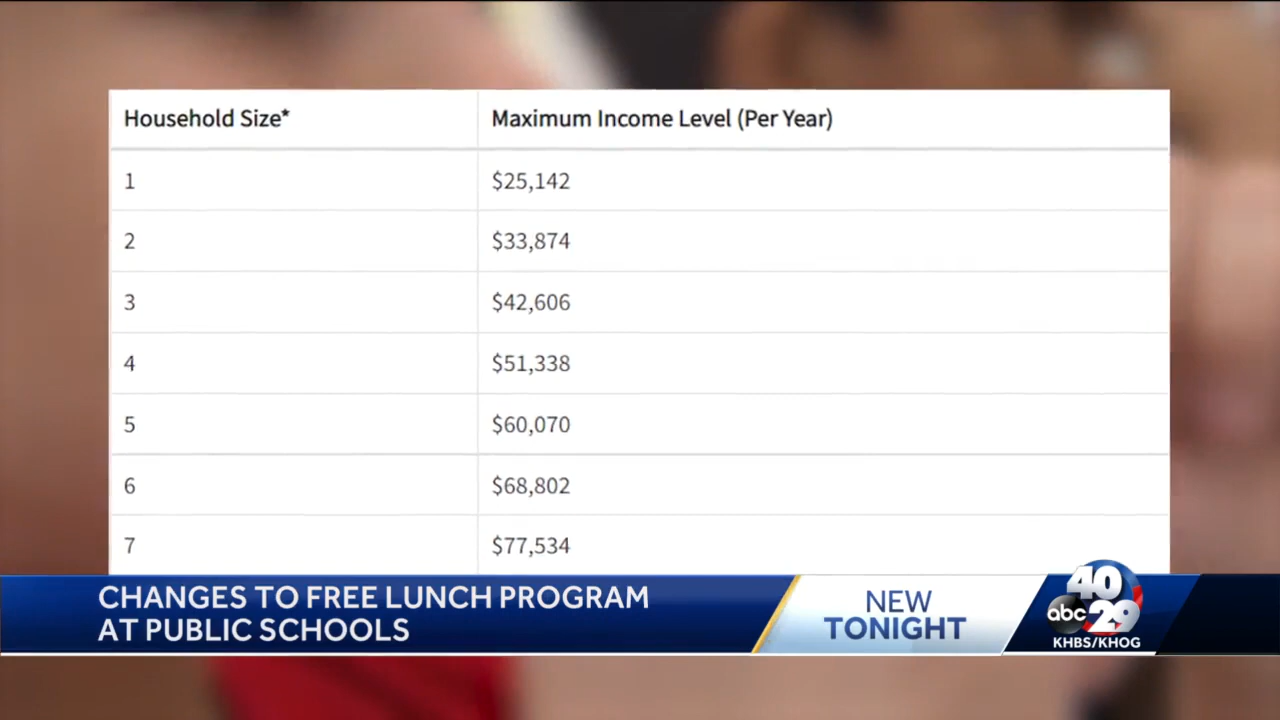 Household Size* Maximum Income Level (Per Year)
1 $25,142
2 $33,874
3 $42,606
4 $51,338
5 $60,070
6 $68,802
7 $77,534
CHANGES TO FREE LUNCH PROGRAM
AT PUBLIC SCHOOLS
NEW
TONIGHT
40
abc 29
KHBS/KHOG